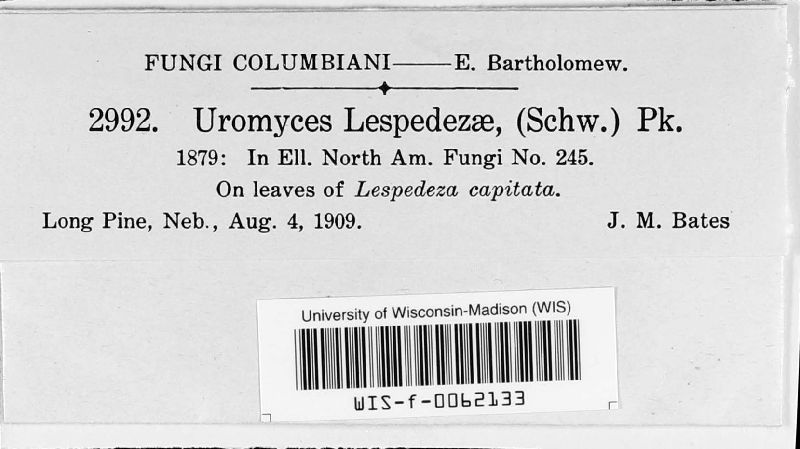 FUNGI COLUMBIANI——E. Bartholomew.
2992. Uromyces Lespedezæ, (Schw.) Pk.
1879: In Ell. North Am. Fungi No. 245.
On leaves of Lespedeza capitata.
Long Pine, Neb., Aug. 4, 1909. J. M. Bates
University of Wisconsin-Madison (WIS)
WIS-f-0062133